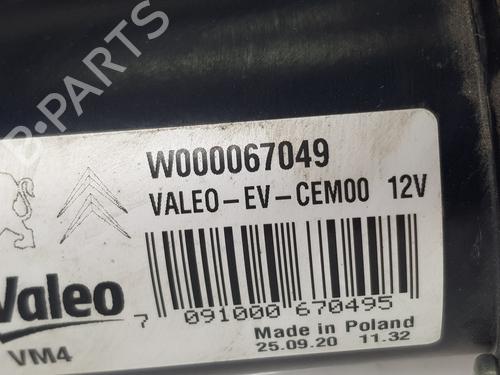 B-PARTS
W000067049
VALEO-EV-CEM00 12V
Valeo
7 091000 670495
VM4
Made in Poland
25.09.20 11.32